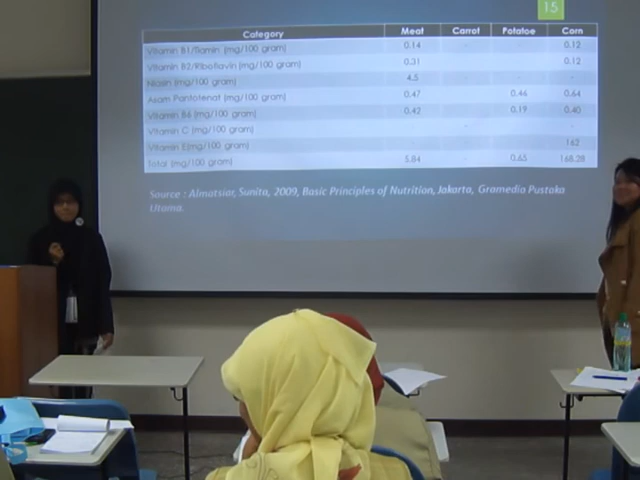 15
Category Meat Carrot Potatoe Corn
Vitamin B1/Tiamin (mg/100 gram) 0.14 - 0.12
Vitamin B2/Riboflavin (mg/100 gram) 0.31 0.12
Niasin (mg/100 gram) 4.5 - -
Asam Pantotenat (mg/100 gram) 0.47 0.46 0.64
Vitamin B6 (mg/100 gram) 0.42 0.19 0.40
Vitamin C (mg/100 gram) - -
Vitamin E(mg/100 gram) - 162
Total (mg/100 gram) 5.84 - 0.65 168.28
Source : Almatsiar, Sunita, 2009, Basic Principles of Nutrition, Jakarta, Gramedia Pustaka
Utama.